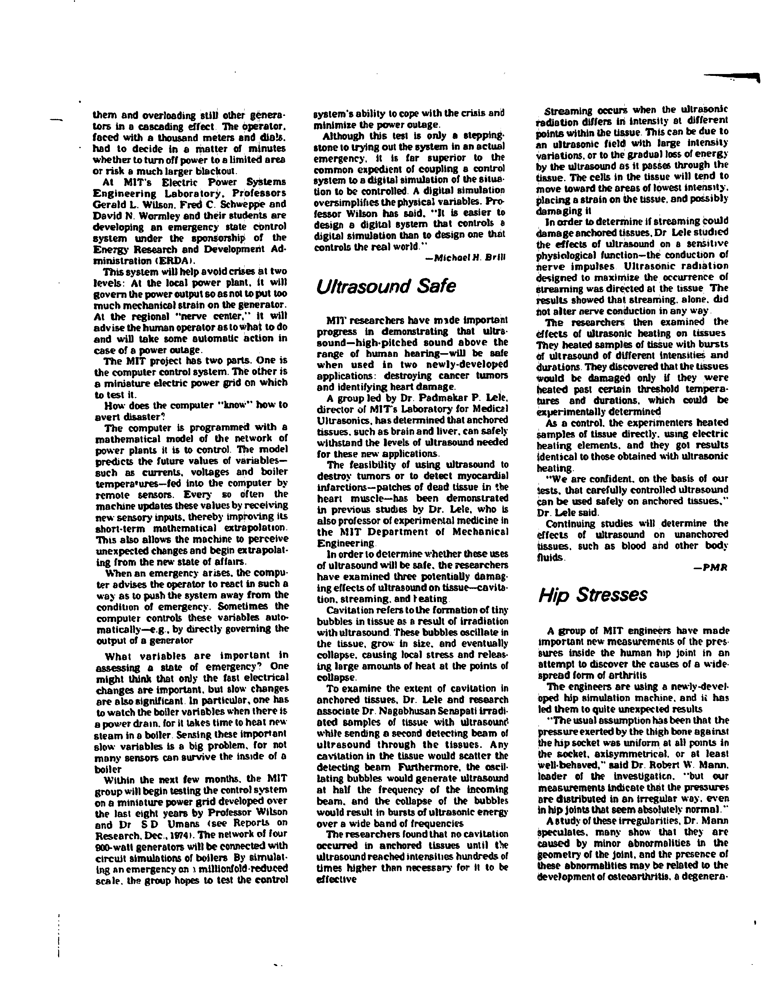 them and overloading still other genera-
tors in a cascading effect. The operator,
faced with a thousand meters and dials,
had to decide in a matter of minutes
whether to turn off power to a limited area
or risk a much larger blackout.
At MIT's Electric Power Systems
Engineering Laboratory, Professors
Gerald L. Wilson, Fred C. Schweppe and
David N. Wormley and their students are
developing an emergency state control
system under the sponsorship of the
Energy Research and Development Ad-
ministration (ERDA).
This system will help avoid crises at two
levels: At the local power plant, it will
govern the power output so as not to put too
much mechanical strain on the generator.
At the regional "nerve center," it will
advise the human operator as to what to do
and will take some automatic action in
case of a power outage.
The MIT project has two parts. One is
the computer control system. The other is
a miniature electric power grid on which
to test it.
How does the computer "know" how to
avert disaster?
The computer is programmed with a
mathematical model of the network of
power plants it is to control. The model
predicts the future values of variables—
such as currents, voltages and boiler
temperatures—fed into the computer by
remote sensors. Every so often the
machine updates these values by receiving
new sensory inputs, thereby improving its
short-term mathematical extrapolation.
This also allows the machine to perceive
unexpected changes and begin extrapolat-
ing from the new state of affairs.
When an emergency arises, the compu-
ter advises the operator to react in such a
way as to push the system away from the
condition of emergency. Sometimes the
computer controls these variables auto-
matically—e.g., by directly governing the
output of a generator
What variables are important in
assessing a state of emergency? One
might think that only the fast electrical
changes are important, but slow changes
are also significant. In particular, one has
to watch the boiler variables when there is
a power drain, for it takes time to heat new
steam in a boiler. Sensing these important
slow variables is a big problem, for not
many sensors can survive the inside of a
boiler
Within the next few months, the MIT
group will begin testing the control system
on a miniature power grid developed over
the last eight years by Professor Wilson
and Dr S D Umans (see Reports on
Research, Dec., 1974). The network of four
900-watt generators will be connected with
circuit simulations of boilers. By simulat-
ing an emergency on a millionfold-reduced
scale, the group hopes to test the control
system's ability to cope with the crisis and
minimize the power outage.
Although this test is only a stepping-
stone to trying out the system in an actual
emergency, it is far superior to the
common expedient of coupling a control
system to a digital simulation of the situa-
tion to be controlled. A digital simulation
oversimplifies the physical variables. Pro-
fessor Wilson has said, "It is easier to
design a digital system that controls a
digital simulation than to design one that
controls the real world."
—Michael H. Brill
Ultrasound Safe
MIT researchers have made important
progress in demonstrating that ultra-
sound—high-pitched sound above the
range of human hearing—will be safe
when used in two newly-developed
applications: destroying cancer tumors
and identifying heart damage.
A group led by Dr. Padmakar P. Lele,
director of MIT's Laboratory for Medical
Ultrasonics, has determined that anchored
tissues, such as brain and liver, can safely
withstand the levels of ultrasound needed
for these new applications.
The feasibility of using ultrasound to
destroy tumors or to detect myocardial
infarctions—patches of dead tissue in the
heart muscle—has been demonstrated
in previous studies by Dr. Lele, who is
also professor of experimental medicine in
the MIT Department of Mechanical
Engineering.
In order to determine whether these uses
of ultrasound will be safe, the researchers
have examined three potentially damag-
ing effects of ultrasound on tissue—cavita-
tion, streaming, and heating.
Cavitation refers to the formation of tiny
bubbles in tissue as a result of irradiation
with ultrasound. These bubbles oscillate in
the tissue, grow in size, and eventually
collapse, causing local stress and releas-
ing large amounts of heat at the points of
collapse.
To examine the extent of cavitation in
anchored tissues, Dr. Lele and research
associate Dr. Nagabhusan Senapati irradi-
ated samples of tissue with ultrasound
while sending a second detecting beam of
ultrasound through the tissues. Any
cavitation in the tissue would scatter the
detecting beam Furthermore, the oscil-
lating bubbles would generate ultrasound
at half the frequency of the incoming
beam, and the collapse of the bubbles
would result in bursts of ultrasonic energy
over a wide band of frequencies
The researchers found that no cavitation
occurred in anchored tissues until the
ultrasound reached intensities hundreds of
times higher than necessary for it to be
effective
Streaming occurs when the ultrasonic
radiation differs in intensity at different
points within the tissue. This can be due to
an ultrasonic field with large intensity
variations, or to the gradual loss of energy
by the ultrasound as it passes through the
tissue. The cells in the tissue will tend to
move toward the areas of lowest intensity,
placing a strain on the tissue, and possibly
damaging it
In order to determine if streaming could
damage anchored tissues, Dr Lele studied
the effects of ultrasound on a sensitive
physiological function—the conduction of
nerve impulses Ultrasonic radiation
designed to maximize the occurrence of
streaming was directed at the tissue The
results showed that streaming, alone, did
not alter nerve conduction in any way.
The researchers then examined the
effects of ultrasonic heating on tissues
They heated samples of tissue with bursts
of ultrasound of different intensities and
durations. They discovered that the tissues
would be damaged only if they were
heated past certain threshold tempera-
tures and durations, which could be
experimentally determined
As a control, the experimenters heated
samples of tissue directly, using electric
heating elements, and they got results
identical to those obtained with ultrasonic
heating.
"We are confident, on the basis of our
tests, that carefully controlled ultrasound
can be used safely on anchored tissues,"
Dr. Lele said.
Continuing studies will determine the
effects of ultrasound on unanchored
tissues, such as blood and other body
fluids.
—PMR
Hip Stresses
A group of MIT engineers have made
important new measurements of the pres-
sures inside the human hip joint in an
attempt to discover the causes of a wide-
spread form of arthritis
The engineers are using a newly-devel-
oped hip simulation machine, and it has
led them to quite unexpected results
"The usual assumption has been that the
pressure exerted by the thigh bone against
the hip socket was uniform at all points in
the socket, axisymmetrical, or at least
well-behaved," said Dr. Robert W. Mann,
leader of the investigation, "but our
measurements indicate that the pressures
are distributed in an irregular way, even
in hip joints that seem absolutely normal."
A study of these irregularities, Dr. Mann
speculates, many show that they are
caused by minor abnormalities in the
geometry of the joint, and the presence of
these abnormalities may be related to the
development of osteoarthritis, a degenera-